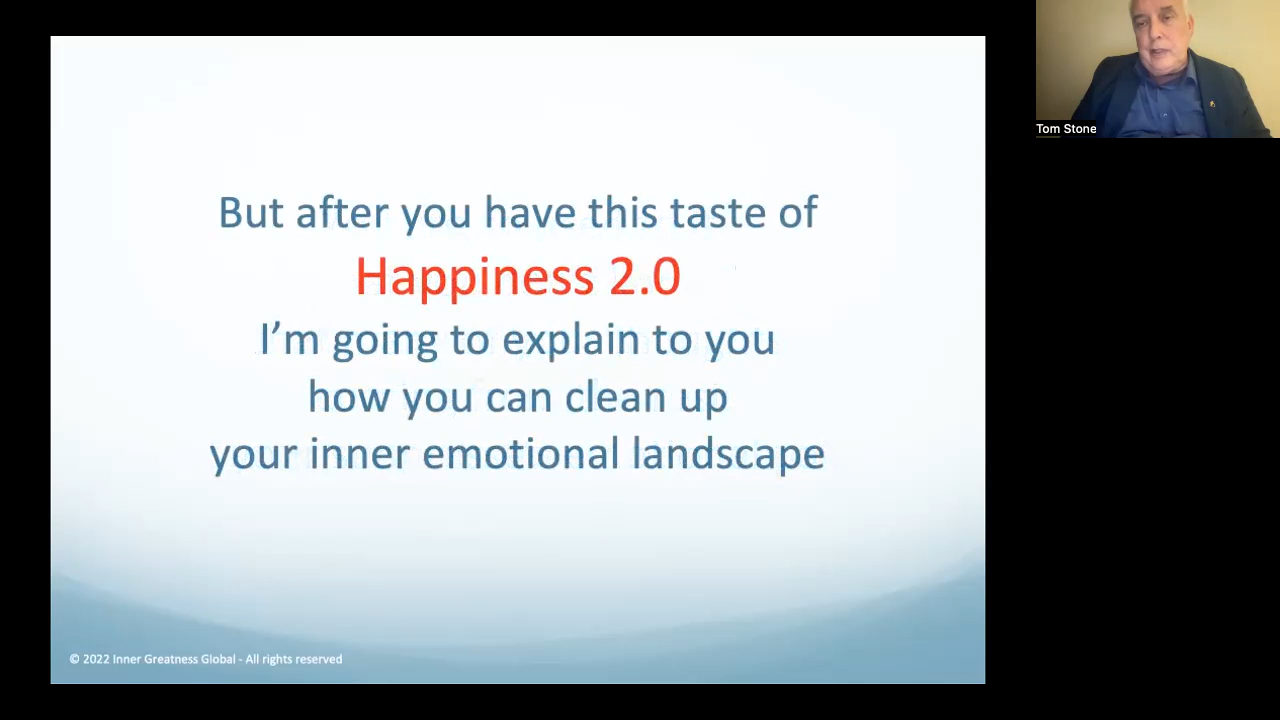 But after you have this taste of
Happiness 2.0
I’m going to explain to you
how you can clean up
your inner emotional landscape
© 2022 Inner Greatness Global - All rights reserved
Tom Stone